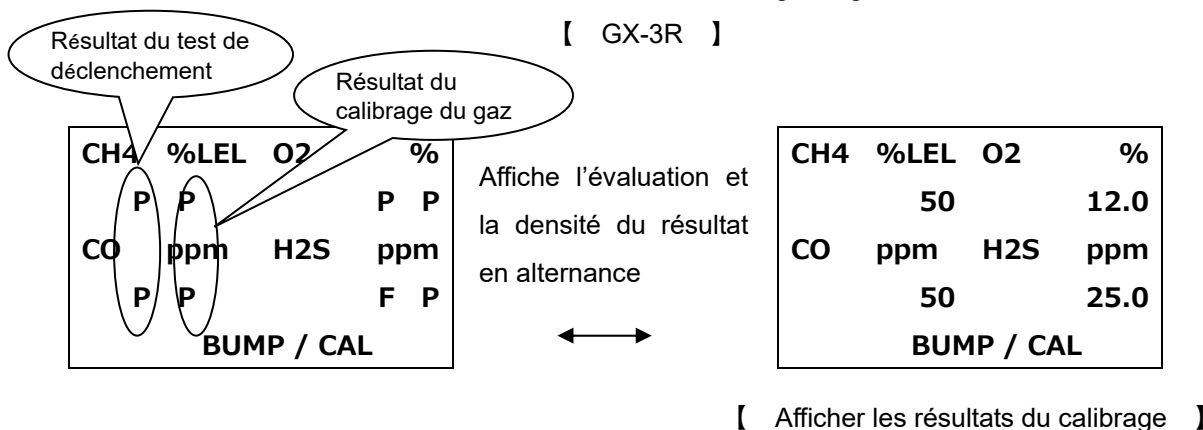 【 GX-3R 】
Résultat du test de
déclenchement
Résultat du
calibrage du gaz
CH4 %LEL O2 %
P P P P
CO ppm H2S ppm
P P F P
BUMP / CAL
Affiche l’évaluation et
la densité du résultat
en alternance
CH4 %LEL O2 %
50 12.0
CO ppm H2S ppm
50 25.0
BUMP / CAL
【 Afficher les résultats du calibrage 】